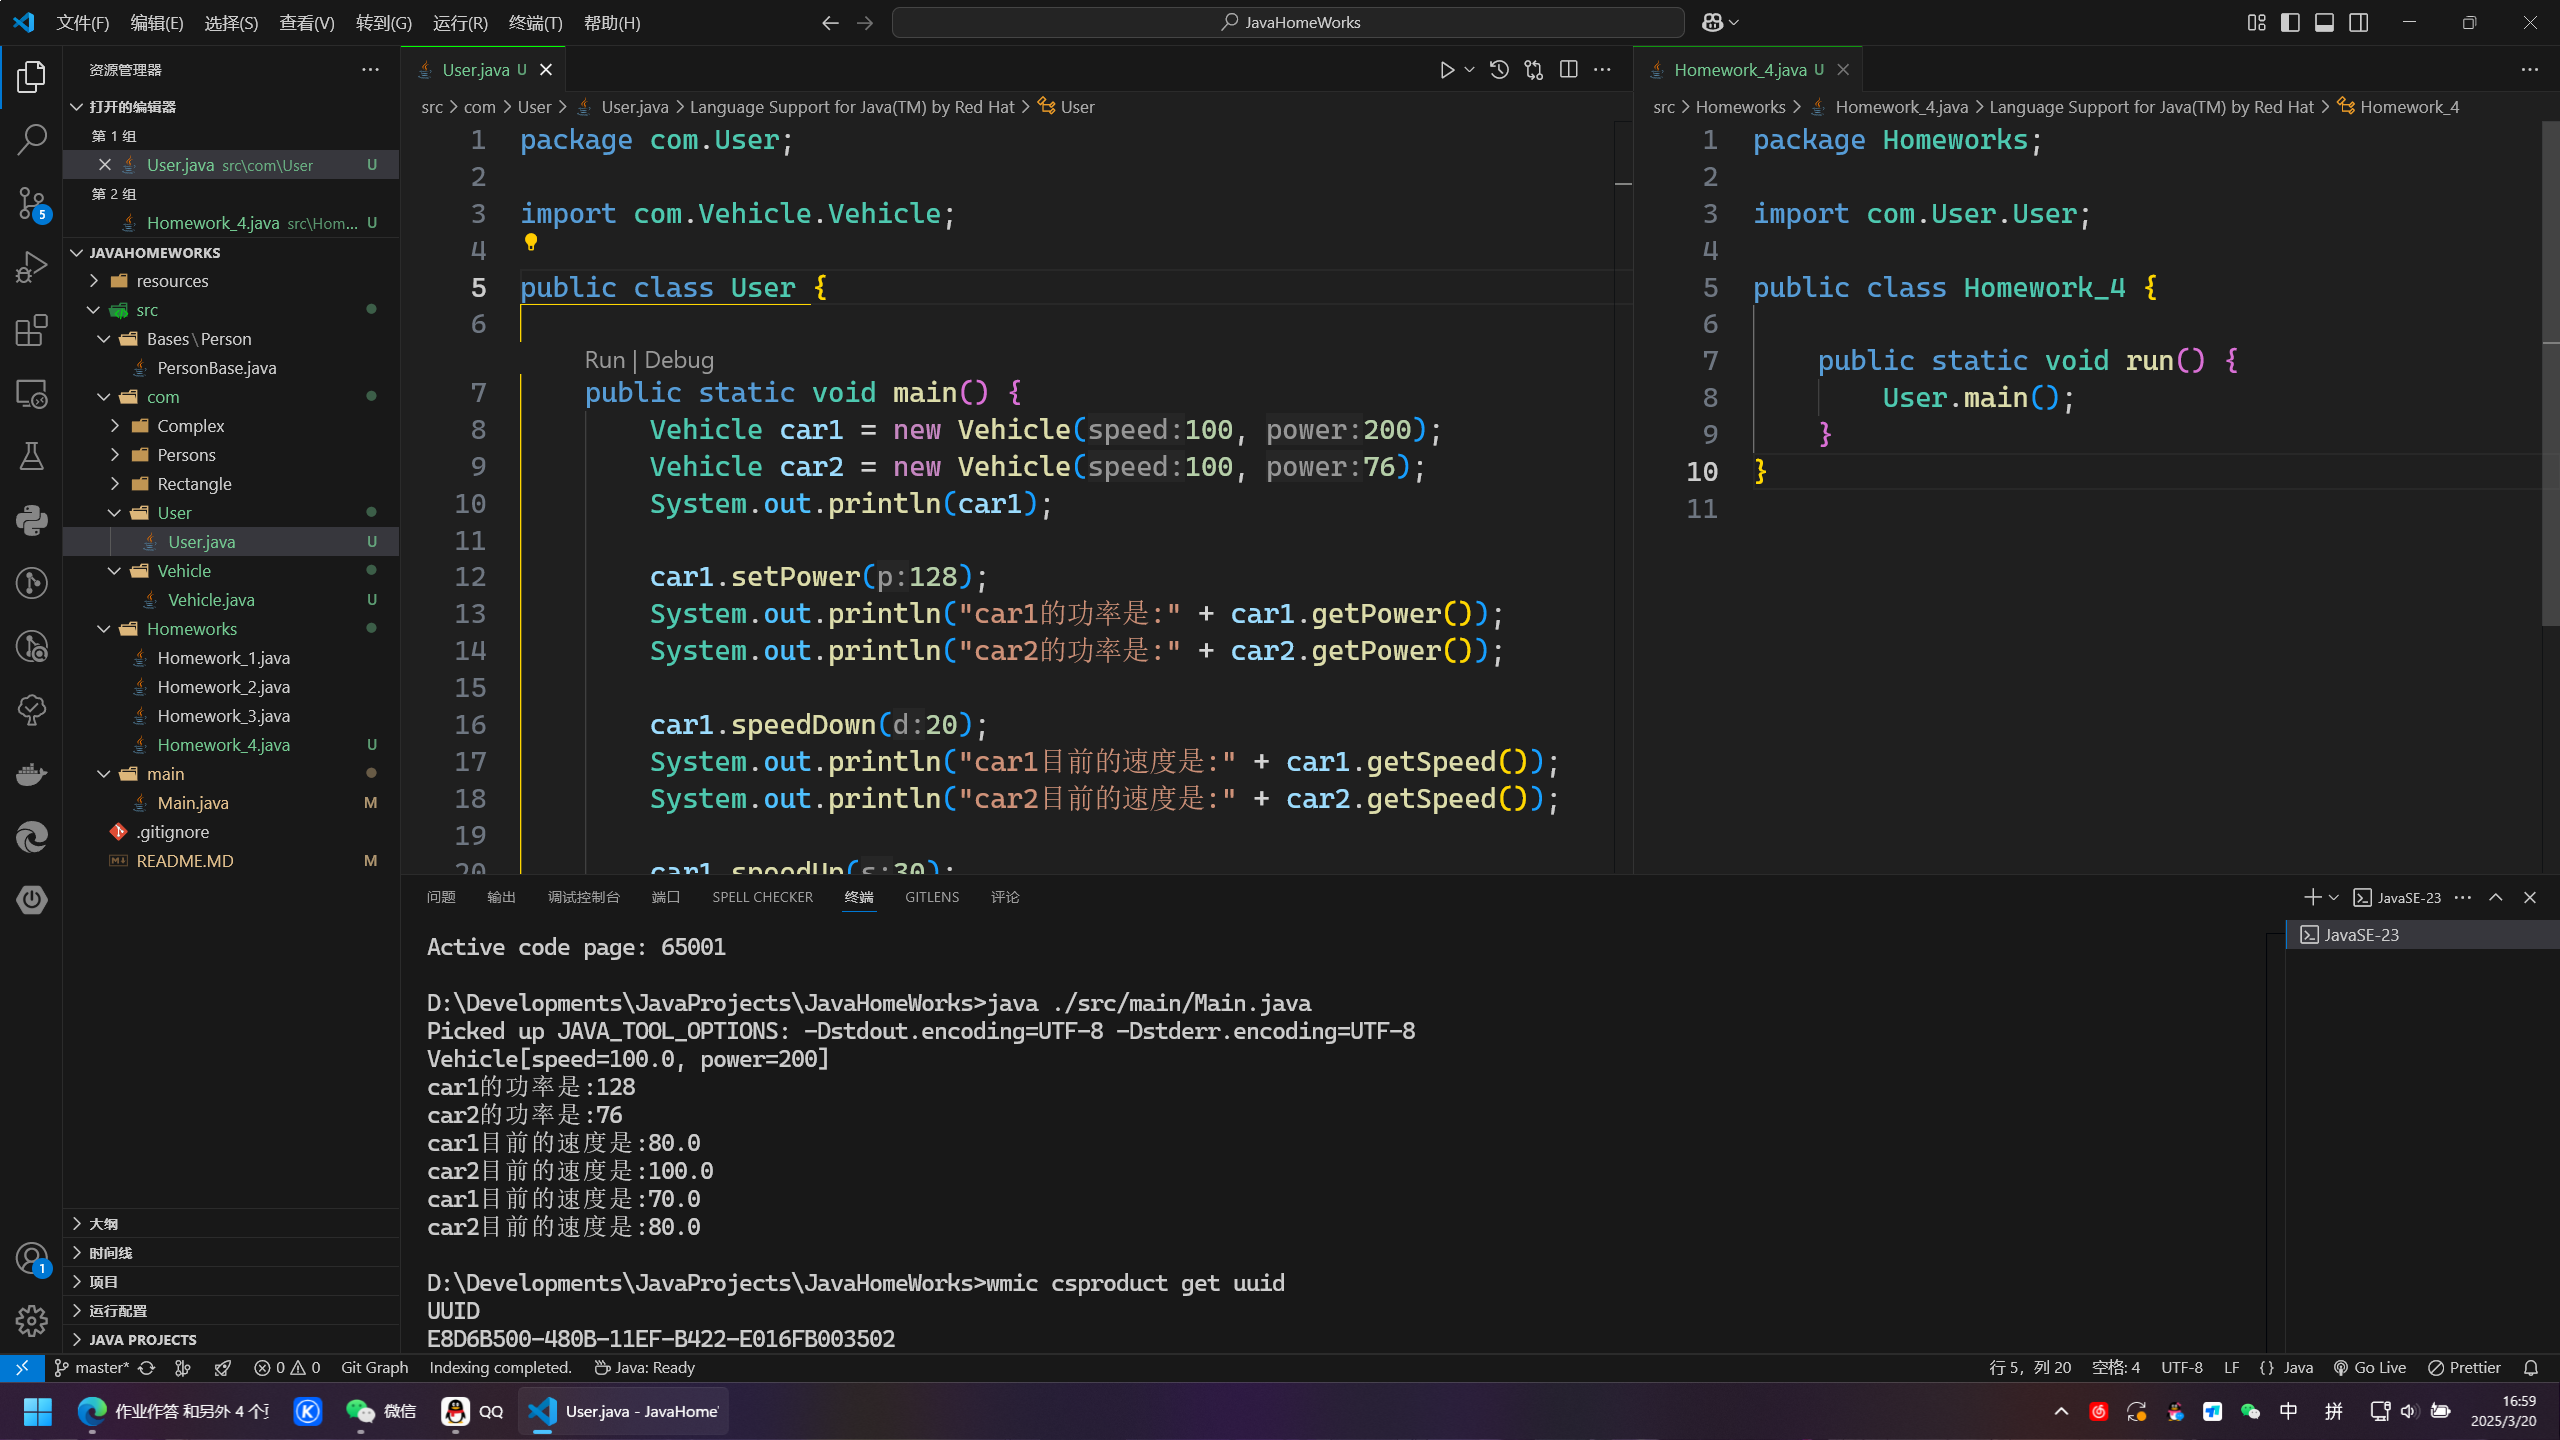 文件(F) 编辑(E) 选择(S) 查看(V) 转到(G) 运行(R) 终端(T) 帮助(H)
JavaHomeWorks
资源管理器
打开的编辑器
第 1 组
User.java src\com\User U
第 2 组
Homework_4.java src\Hom... U
JAVAHOMEWORKS
resources
src
Bases\Person
PersonBase.java
com
Complex
Persons
Rectangle
User
User.java U
Vehicle
Vehicle.java U
Homeworks
Homework_1.java
Homework_2.java
Homework_3.java
Homework_4.java U
main
Main.java M
.gitignore
README.MD M
大纲
时间线
项目
运行配置
JAVA PROJECTS
5
1
User.java U
src > com > User > User.java > Language Support for Java(TM) by Red Hat > User
1 package com.User;
2
3 import com.Vehicle.Vehicle;
4
5 public class User {
6
Run | Debug
7 public static void main() {
8 Vehicle car1 = new Vehicle(speed:100, power:200);
9 Vehicle car2 = new Vehicle(speed:100, power:76);
10 System.out.println(car1);
11
12 car1.setPower(p:128);
13 System.out.println("car1的功率是:" + car1.getPower());
14 System.out.println("car2的功率是:" + car2.getPower());
15
16 car1.speedDown(d:20);
17 System.out.println("car1目前的速度是:" + car1.getSpeed());
18 System.out.println("car2目前的速度是:" + car2.getSpeed());
19
20 car1.speedUp(s:30);
Homework_4.java U
src > Homeworks > Homework_4.java > Language Support for Java(TM) by Red Hat > Homework_4
1 package Homeworks;
2
3 import com.User.User;
4
5 public class Homework_4 {
6
7 public static void run() {
8 User.main();
9 }
10 }
11
问题 输出 调试控制台 端口 SPELL CHECKER 终端 GITLENS 评论
JavaSE-23
JavaSE-23
Active code page: 65001
D:\Developments\JavaProjects\JavaHomeWorks>java ./src/main/Main.java
Picked up JAVA_TOOL_OPTIONS: -Dstdout.encoding=UTF-8 -Dstderr.encoding=UTF-8
Vehicle[speed=100.0, power=200]
car1的功率是:128
car2的功率是:76
car1目前的速度是:80.0
car2目前的速度是:100.0
car1目前的速度是:70.0
car2目前的速度是:80.0
D:\Developments\JavaProjects\JavaHomeWorks>wmic csproduct get uuid
UUID
E8D6B500-480B-11EF-B422-E016FB003502
master* 0 0 Git Graph Indexing completed. Java: Ready
行 5，列 20 空格: 4 UTF-8 LF {} Java Go Live Prettier
作业作答 和另外 4 个 微信 QQ User.java - JavaHome
中 拼 16:59
2025/3/20